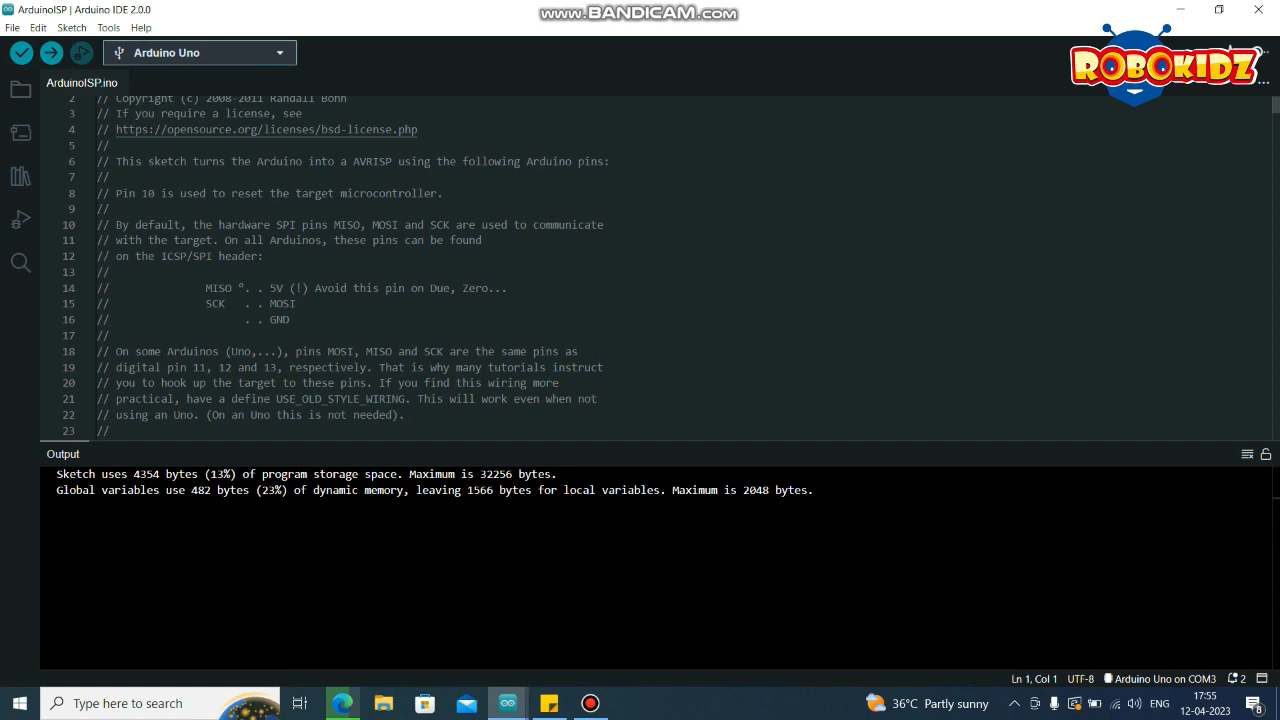 ArduinoISP | Arduino IDE 2.0.0
www.BANDICAM.com
File Edit Sketch Tools Help
Arduino Uno
ROBOKIDZ
ArduinoISP.ino
2 // Copyright (c) 2008-2011 Randall Bohn
3 // If you require a license, see
4 // https://opensource.org/licenses/bsd-license.php
5 //
6 // This sketch turns the Arduino into a AVRISP using the following Arduino pins:
7 //
8 // Pin 10 is used to reset the target microcontroller.
9 //
10 // By default, the hardware SPI pins MISO, MOSI and SCK are used to communicate
11 // with the target. On all Arduinos, these pins can be found
12 // on the ICSP/SPI header:
13 //
14 // MISO °. . 5V (!) Avoid this pin on Due, Zero...
15 // SCK . . MOSI
16 // . . GND
17 //
18 // On some Arduinos (Uno,...), pins MOSI, MISO and SCK are the same pins as
19 // digital pin 11, 12 and 13, respectively. That is why many tutorials instruct
20 // you to hook up the target to these pins. If you find this wiring more
21 // practical, have a define USE_OLD_STYLE_WIRING. This will work even when not
22 // using an Uno. (On an Uno this is not needed).
23 //
Output
Sketch uses 4354 bytes (13%) of program storage space. Maximum is 32256 bytes.
Global variables use 482 bytes (23%) of dynamic memory, leaving 1566 bytes for local variables. Maximum is 2048 bytes.
Ln 1, Col 1 UTF-8 Arduino Uno on COM3 2
Type here to search
36°C Partly sunny
ENG
17:55
12-04-2023
8